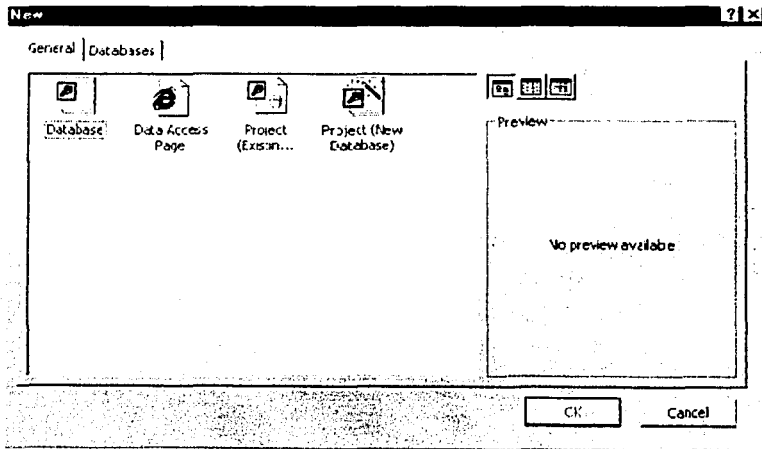 New
General Databases
Database
Data Access Page
Project (Existin...
Project (New Database)
Preview
No preview available
OK Cancel